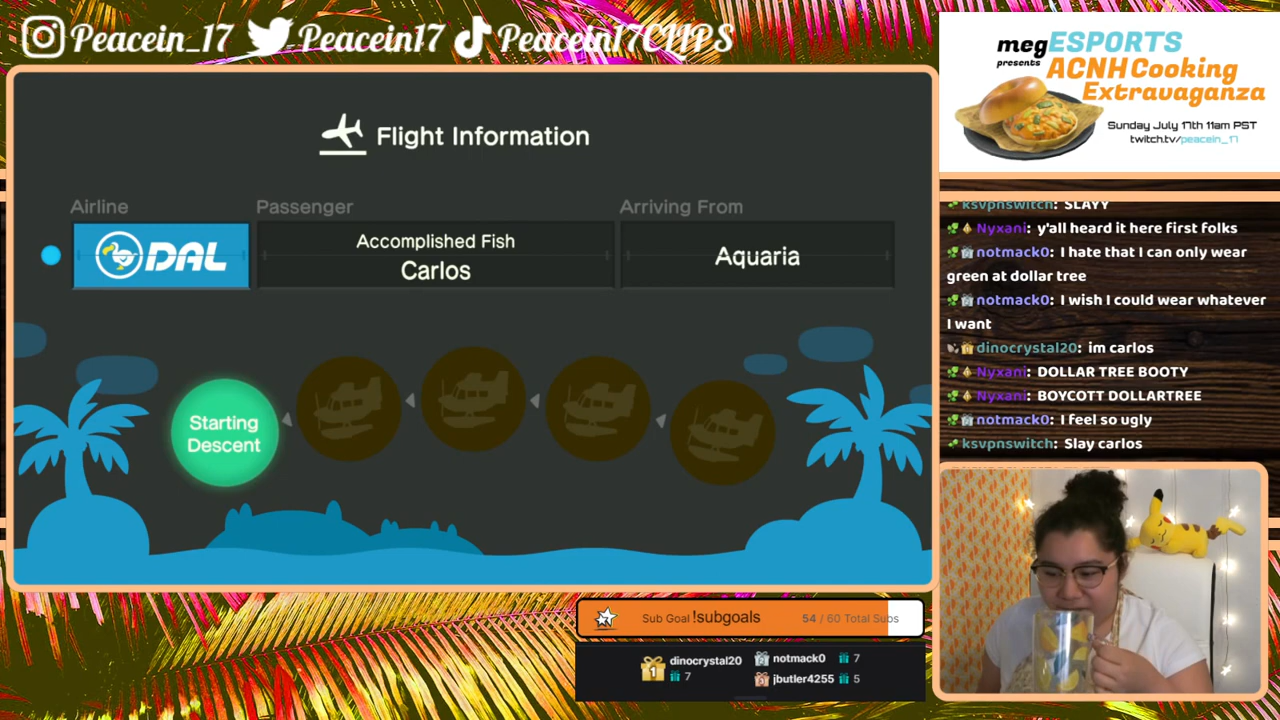 Peacein_17 Peacein17 Peacein17ClIPS
Flight Information
Airline Passenger Arriving From
DAL
Accomplished Fish
Carlos
Aquaria
Starting
Descent
megESPORTS
presents
ACNH Cooking
Extravaganza
Sunday July 17th 11am PST
twitch.tv/peacein_17
ksvpnswitch: SLAYY
Nyxani: y'all heard it here first folks
notmack0: I hate that I can only wear
green at dollar tree
notmack0: I wish I could wear whatever
I want
dinocrystal20: im carlos
Nyxani: DOLLAR TREE BOOTY
Nyxani: BOYCOTT DOLLARTREE
notmack0: I feel so ugly
ksvpnswitch: Slay carlos
Sub Goal !subgoals 54 / 60 Total Subs
1 dinocrystal20
7
2 notmack0 7
3 jbutler4255 5